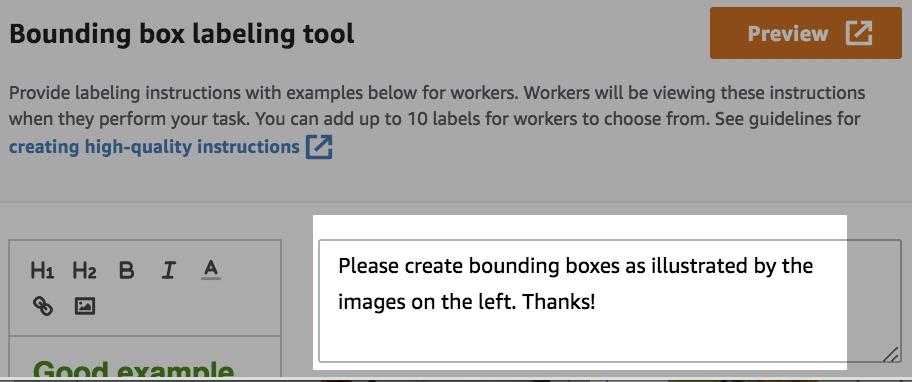 Bounding box labeling tool
Preview
Provide labeling instructions with examples below for workers. Workers will be viewing these instructions
when they perform your task. You can add up to 10 labels for workers to choose from. See guidelines for
creating high-quality instructions
H1 H2 B I A
Please create bounding boxes as illustrated by the
images on the left. Thanks!
Good example